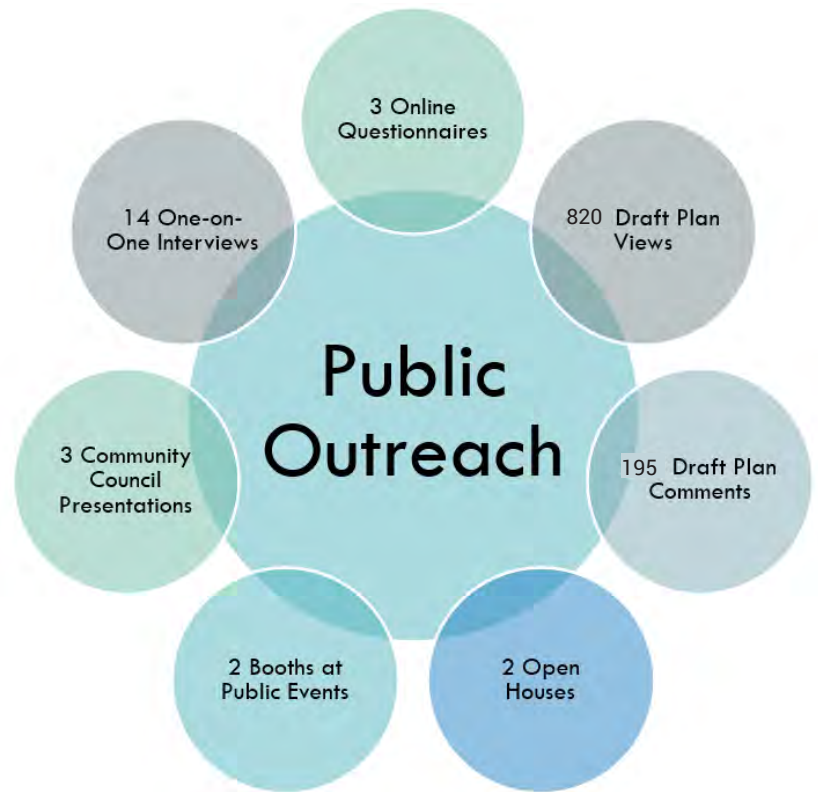 3 Online
Questionnaires
14 One-on-
One Interviews
820 Draft Plan
Views
Public
Outreach
3 Community
Council
Presentations
195 Draft Plan
Comments
2 Booths at
Public Events
2 Open
Houses